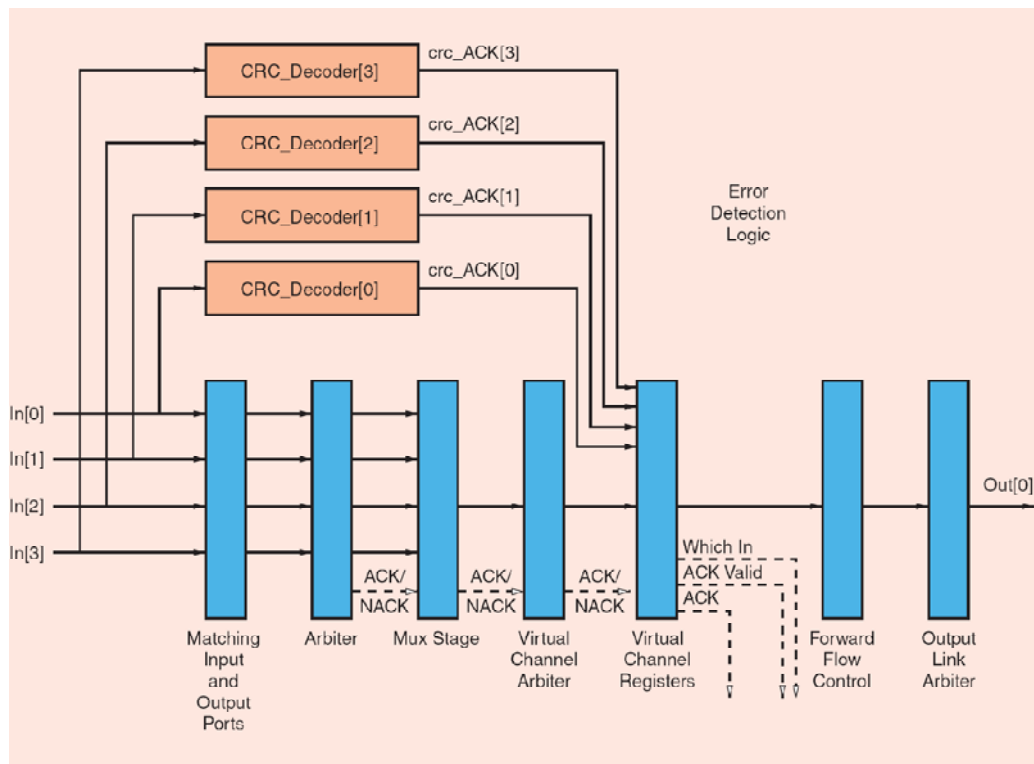 CRC_Decoder[3]
crc_ACK[3]
CRC_Decoder[2]
crc_ACK[2]
CRC_Decoder[1]
crc_ACK[1]
CRC_Decoder[0]
crc_ACK[0]
Error
Detection
Logic
In[0]
In[1]
In[2]
In[3]
Out[0]
ACK/
NACK
ACK/
NACK
ACK/
NACK
Which In
ACK Valid
ACK
Matching
Input
and
Output
Ports
Arbiter
Mux Stage
Virtual
Channel
Arbiter
Virtual
Channel
Registers
Forward
Flow
Control
Output
Link
Arbiter